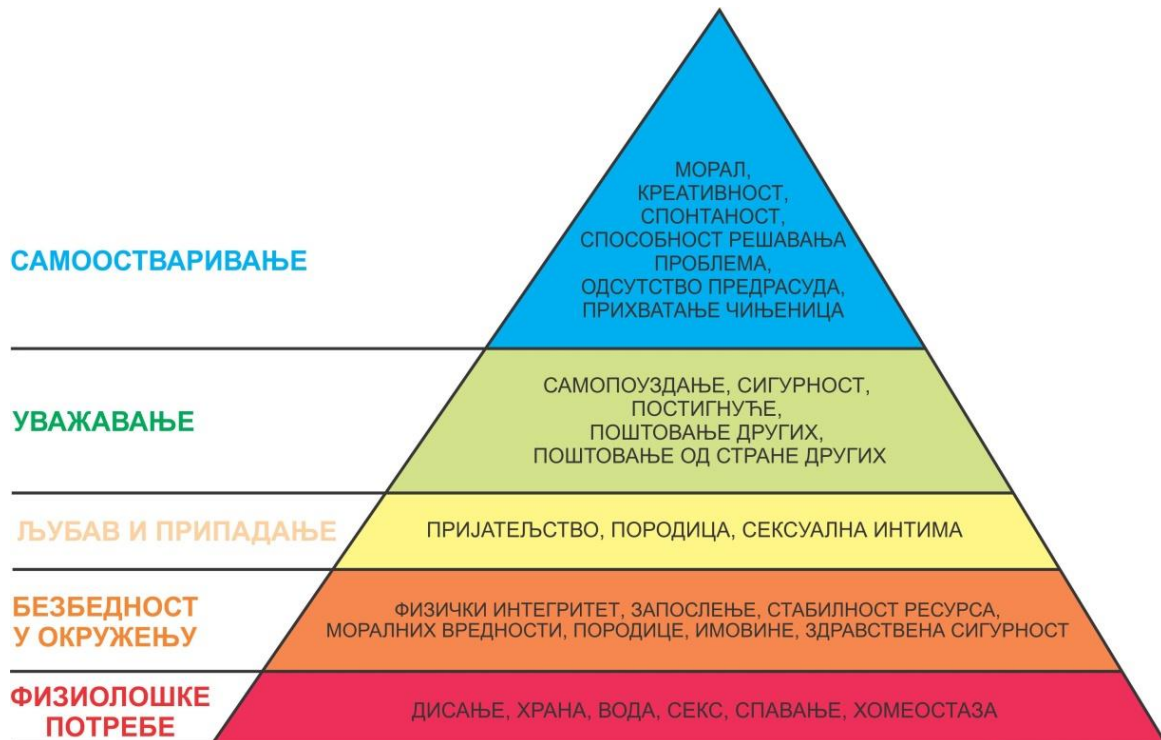 МОРАЛ,
КРЕАТИВНОСТ,
СПОНТАНОСТ,
СПОСОБНОСТ РЕШАВАЊА
ПРОБЛЕМА,
ОДСУТСТВО ПРЕДРАСУДА,
ПРИХВАТАЊЕ ЧИЊЕНИЦА
САМООСТВАРИВАЊЕ
САМОПОУЗДАЊЕ, СИГУРНОСТ,
ПОСТИГНУЋЕ,
ПОШТОВАЊЕ ДРУГИХ,
ПОШТОВАЊЕ ОД СТРАНЕ ДРУГИХ
УВАЖАВАЊЕ
ЉУБАВ И ПРИПАДАЊЕ
ПРИЈАТЕЉСТВО, ПОРОДИЦА, СЕКСУАЛНА ИНТИМА
БЕЗБЕДНОСТ
У ОКРУЖЕЊУ
ФИЗИЧКИ ИНТЕГРИТЕТ, ЗАПОСЛЕЊЕ, СТАБИЛНОСТ РЕСУРСА,
МОРАЛНИХ ВРЕДНОСТИ, ПОРОДИЦЕ, ИМОВИНЕ, ЗДРАВСТВЕНА СИГУРНОСТ
ФИЗИОЛОШКЕ
ПОТРЕБЕ
ДИСАЊЕ, ХРАНА, ВОДА, СЕКС, СПАВАЊЕ, ХОМЕОСТАЗА